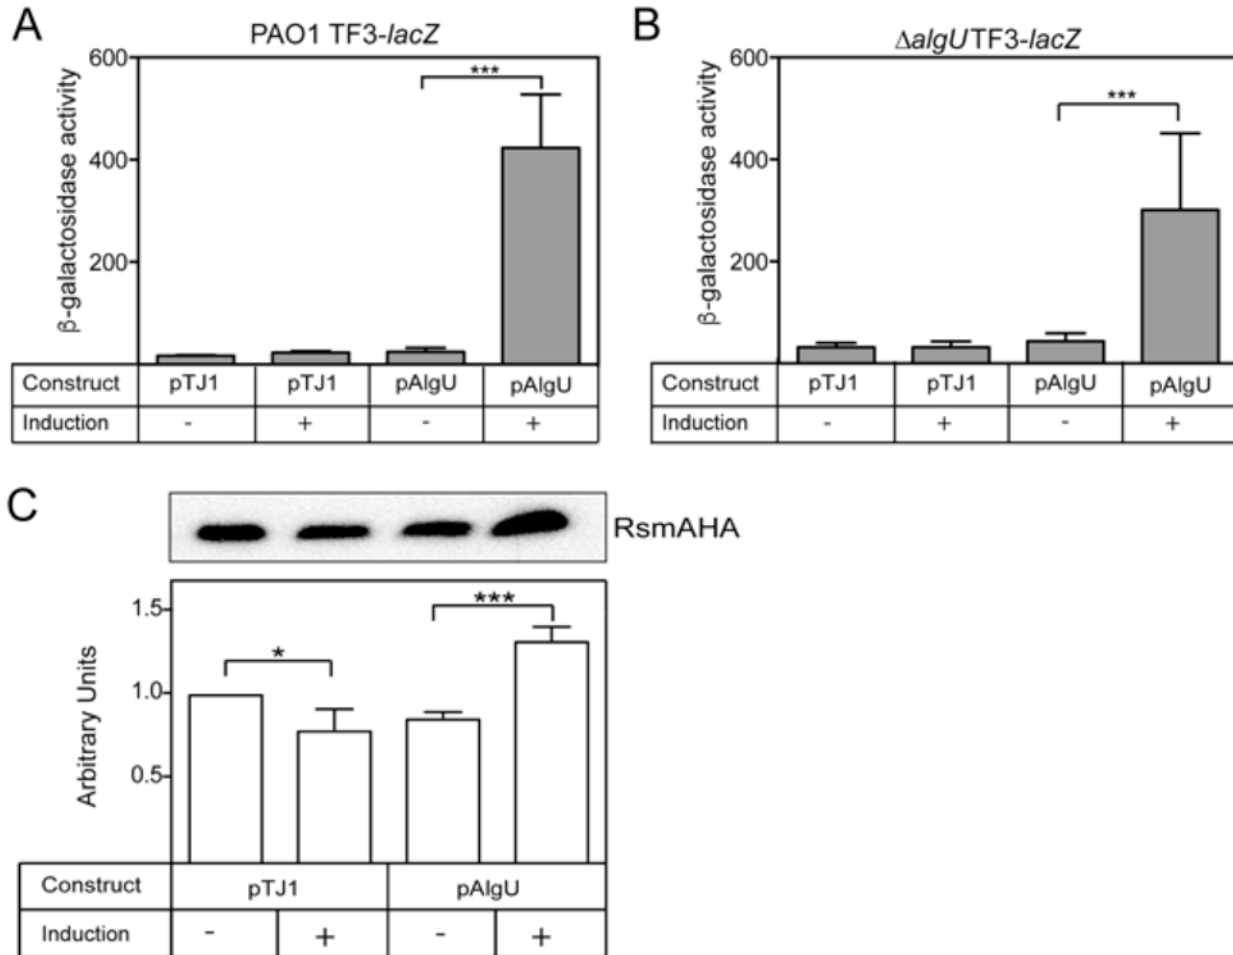 A
PAO1 TF3-lacZ
β-galactosidase activity
600
400
200
***
Construct pTJ1 pTJ1 pAlgU pAlgU
Induction - + - +
B
ΔalgUTF3-lacZ
β-galactosidase activity
600
400
200
***
Construct pTJ1 pTJ1 pAlgU pAlgU
Induction - + - +
C
RsmAHA
Arbitrary Units
1.5
1.0
0.5
*
***
Construct pTJ1 pAlgU
Induction - + - +